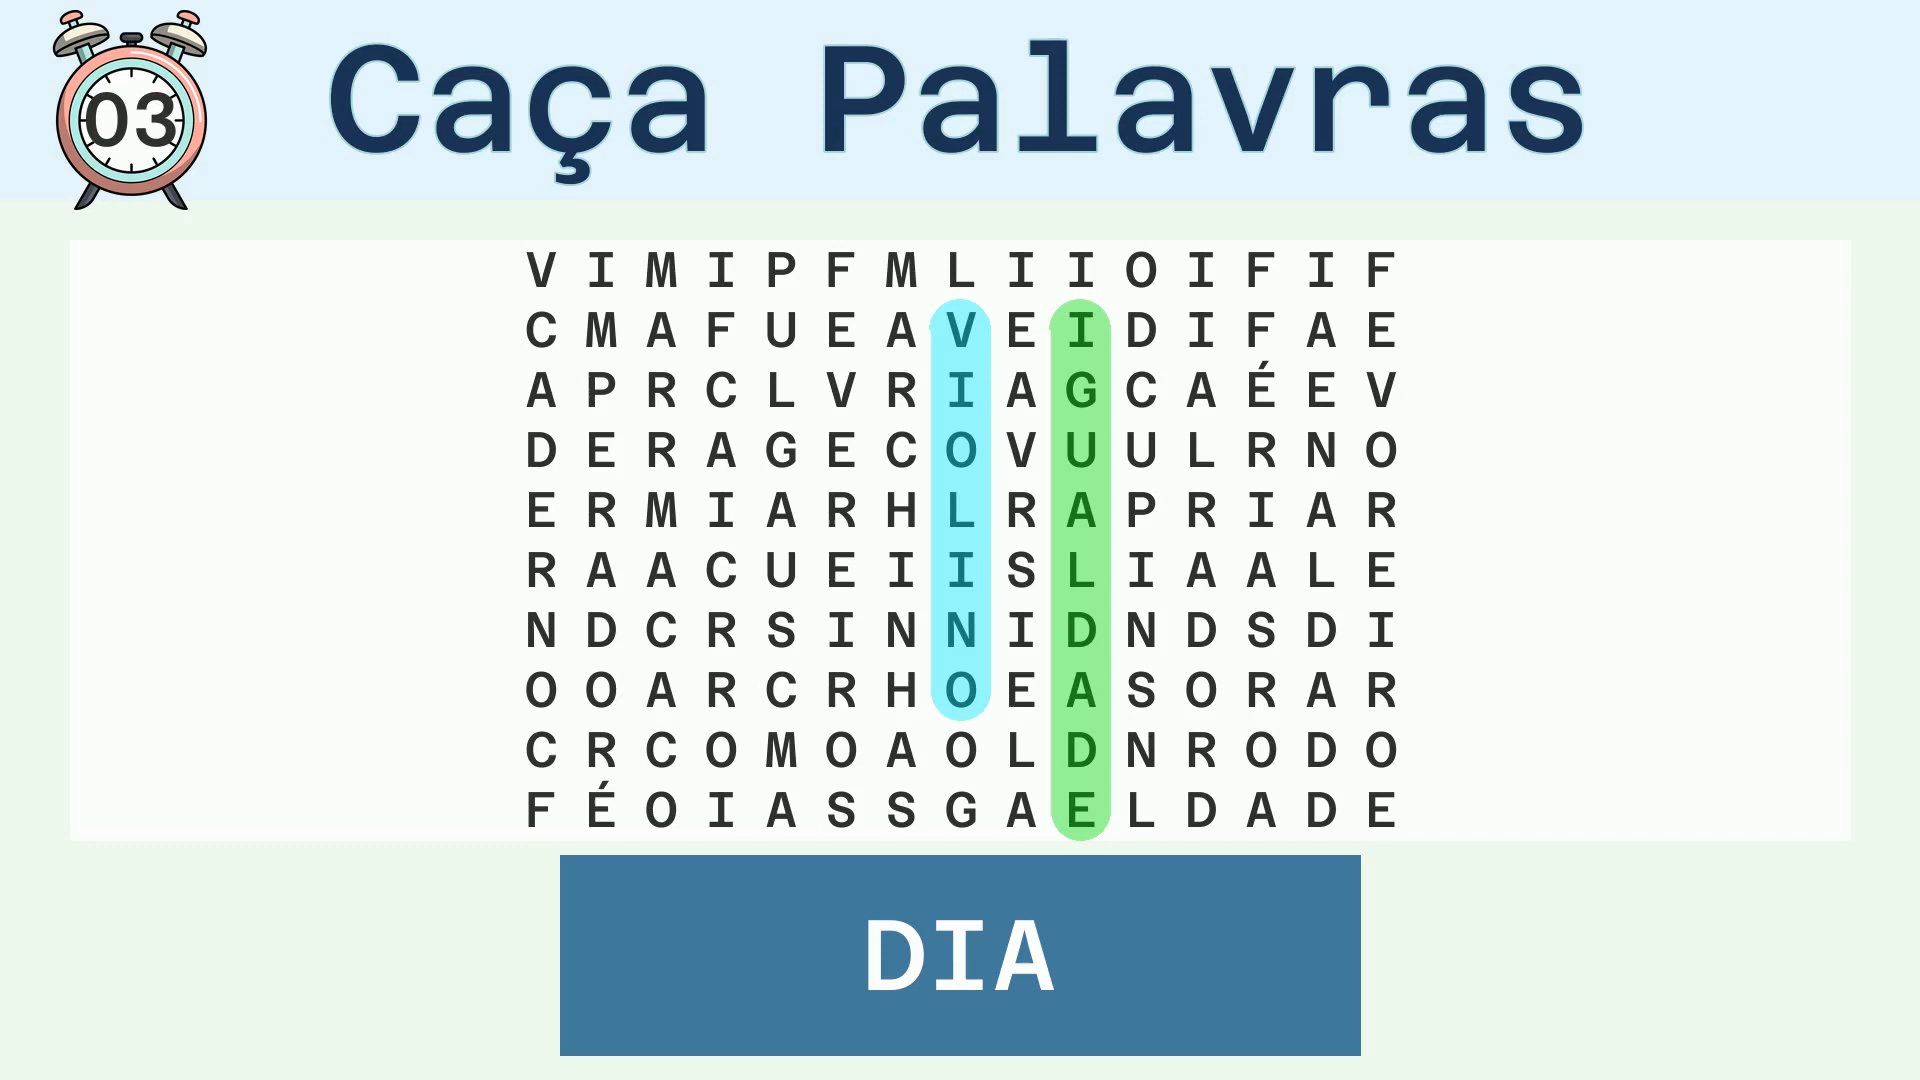 03
Caça Palavras
V I M I P F M L I I O I F I F
C M A F U E A V E I D I F A E
A P R C L V R I A G C A É E V
D E R A G E C O V U U L R N O
E R M I A R H L R A P R I A R
R A A C U E I I S L I A A L E
N D C R S I N N I D N D S D I
O O A R C R H O E A S O R A R
C R C O M O A O L D N R O D O
F É O I A S S G A E L D A D E
DIA